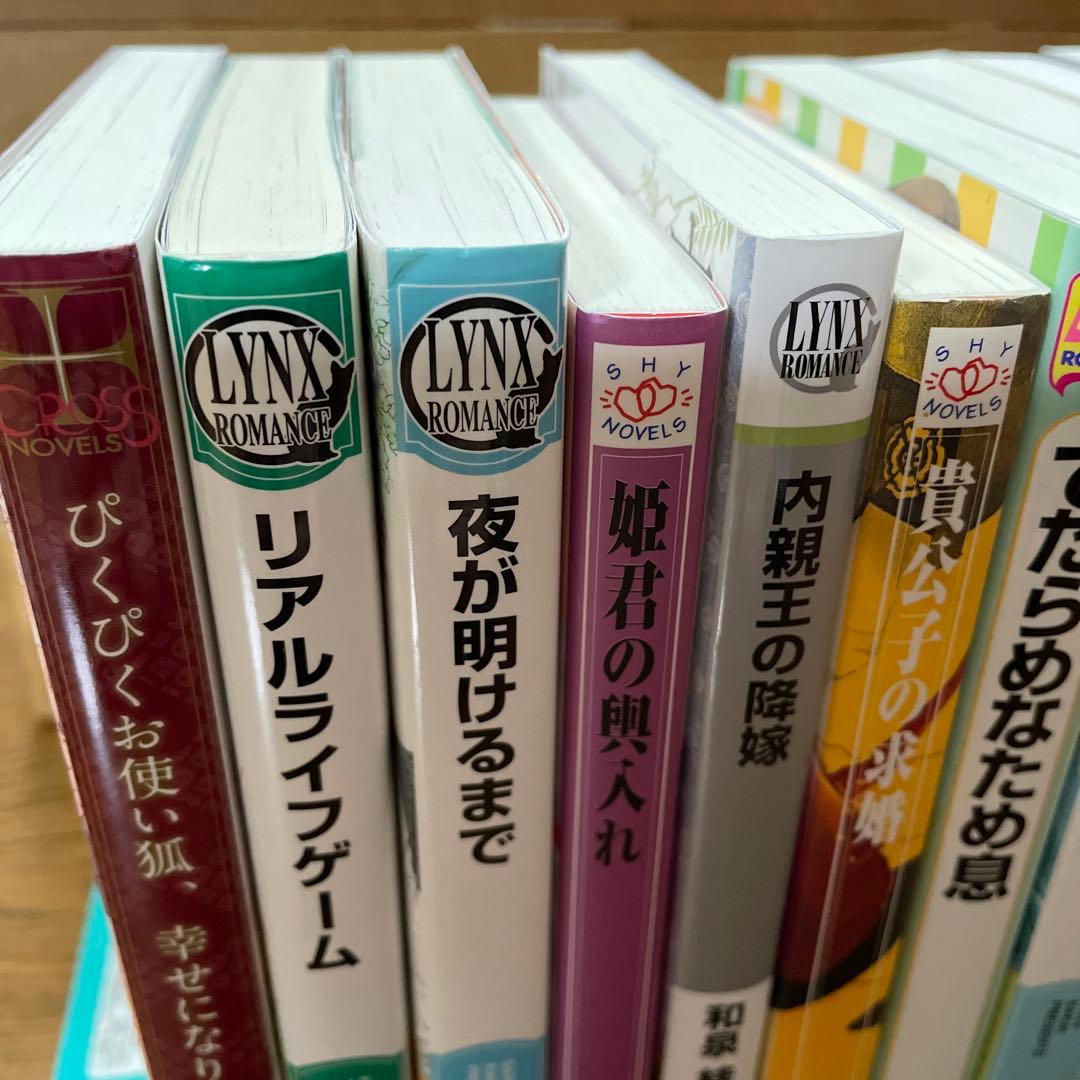 CROSS
NOVELS
ぴくぴくお使い狐、幸せになり
LYNX
ROMANCE
リアルライフゲーム
LYNX
ROMANCE
夜が明けるまで
SHY
NOVELS
姫君の輿入れ
LYNX
ROMANCE
内親王の降嫁
和泉
SHY
NOVELS
貴公子の求婚
でたらめなため息